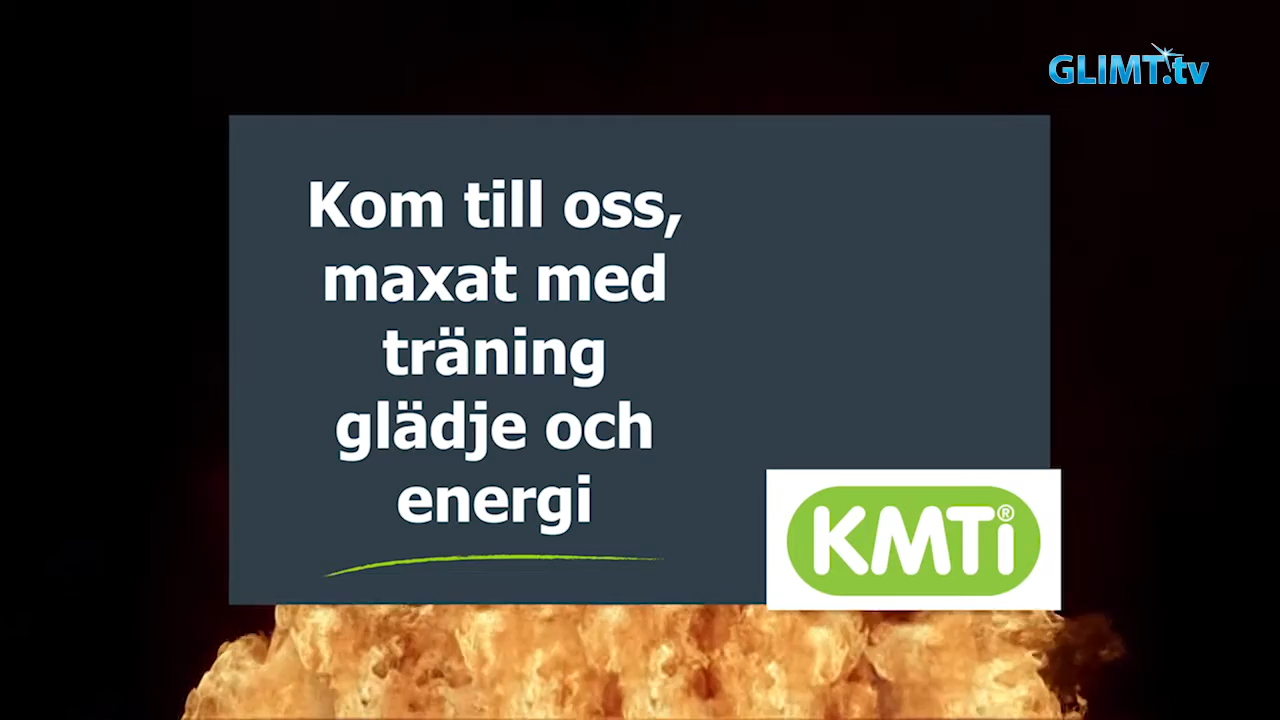 GLIMT.tv
Kom till oss,
maxat med
träning
glädje och
energi
KMTi®